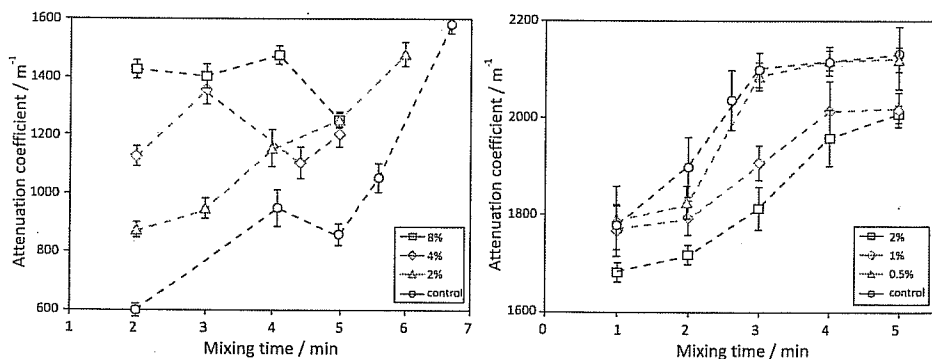 Attenuation coefficient / m⁻¹
1600
1400
1200
1000
800
600
1 2 3 4 5 6 7
Mixing time / min
8%
4%
2%
control
Attenuation coefficient / m⁻¹
2200
2000
1800
1600
0 1 2 3 4 5
Mixing time / min
2%
1%
0.5%
control